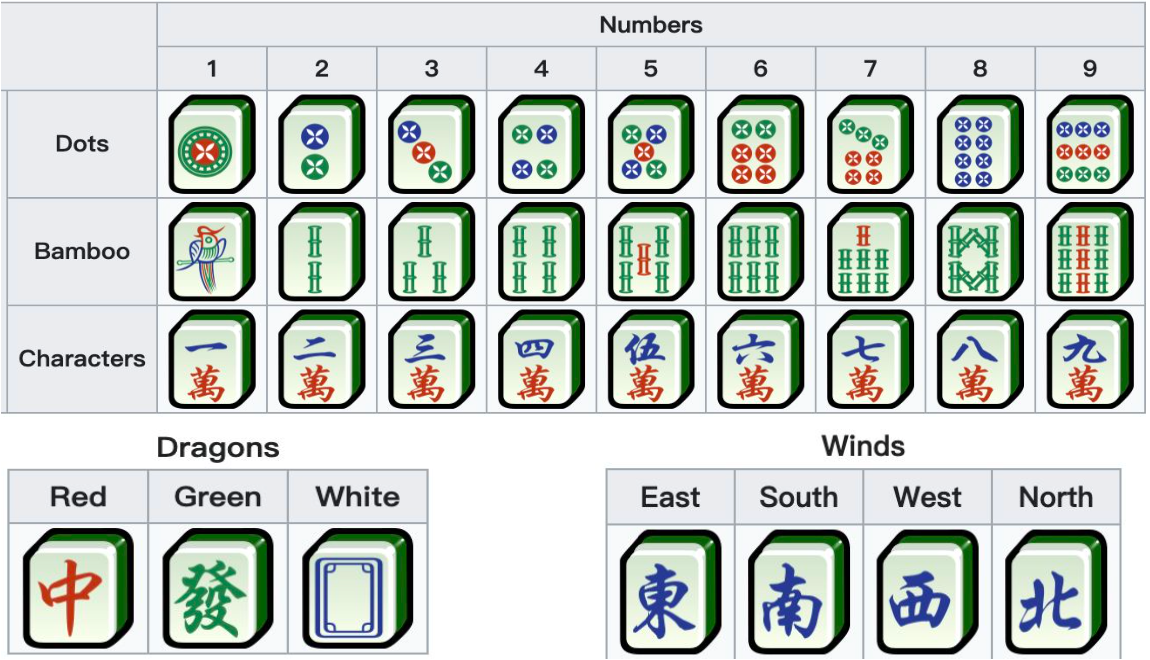 Numbers
1 2 3 4 5 6 7 8 9
Dots
Bamboo
Characters
一 二 三 四 伍 六 七 八 九
萬 萬 萬 萬 萬 萬 萬 萬 萬
Dragons
Red Green White
中 發
Winds
East South West North
東 南 西 北